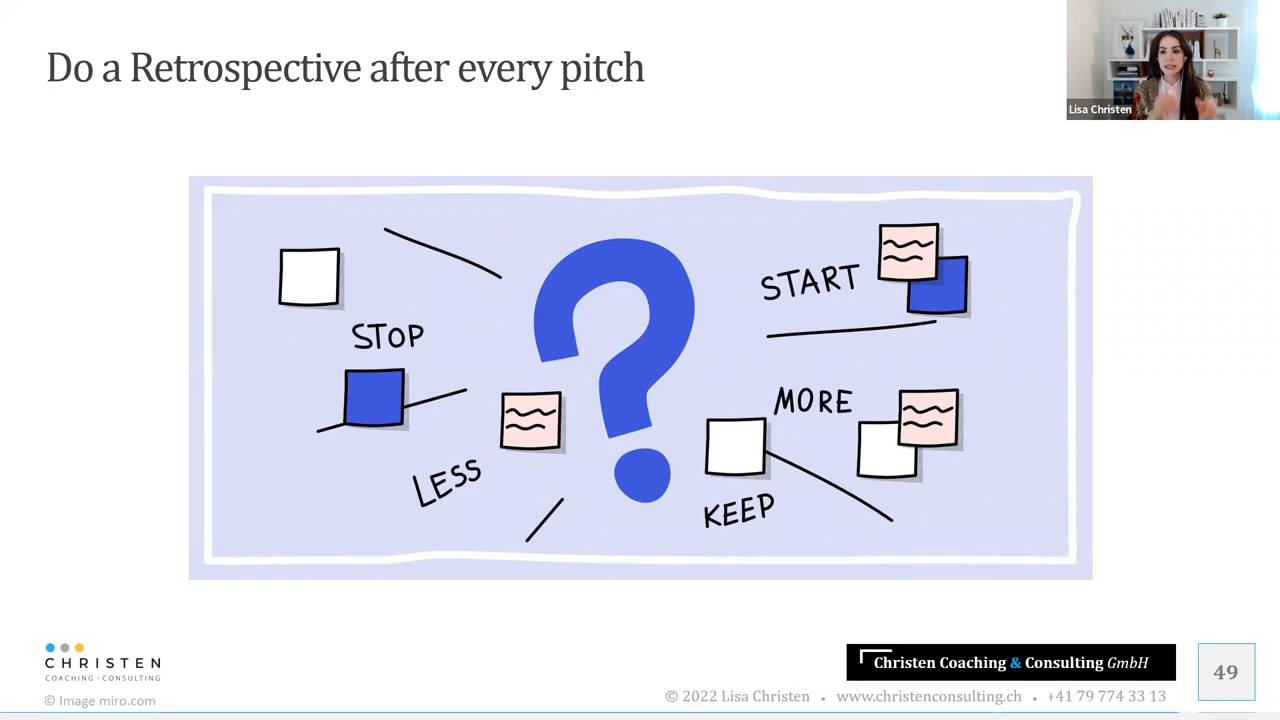 Do a Retrospective after every pitch
Lisa Christen
START
STOP
MORE
LESS
KEEP
CHRISTEN
COACHING · CONSULTING
Christen Coaching & Consulting GmbH
49
© Image miro.com
© 2022 Lisa Christen • www.christenconsulting.ch • +41 79 774 33 13